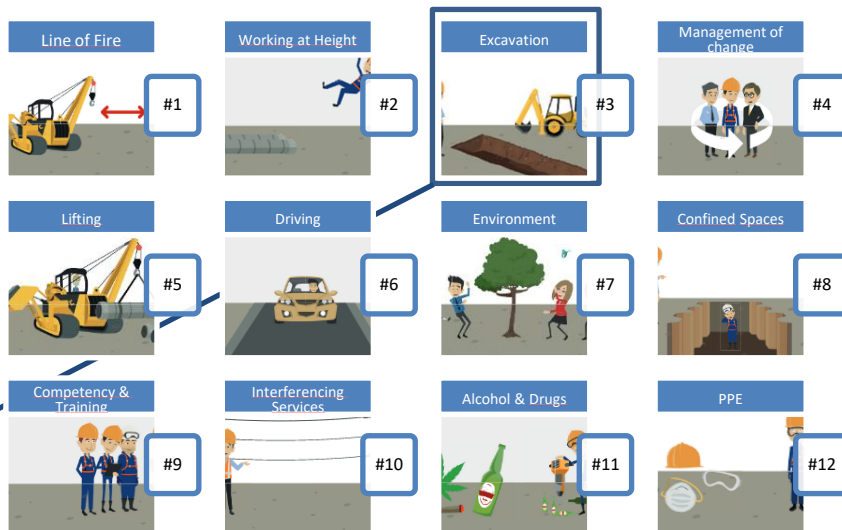 Line of Fire
#1
Working at Height
#2
Excavation
#3
Management of
change
#4
Lifting
#5
Driving
#6
Environment
#7
Confined Spaces
#8
Competency &
Training
#9
Interferencing
Services
#10
Alcohol & Drugs
#11
PPE
#12